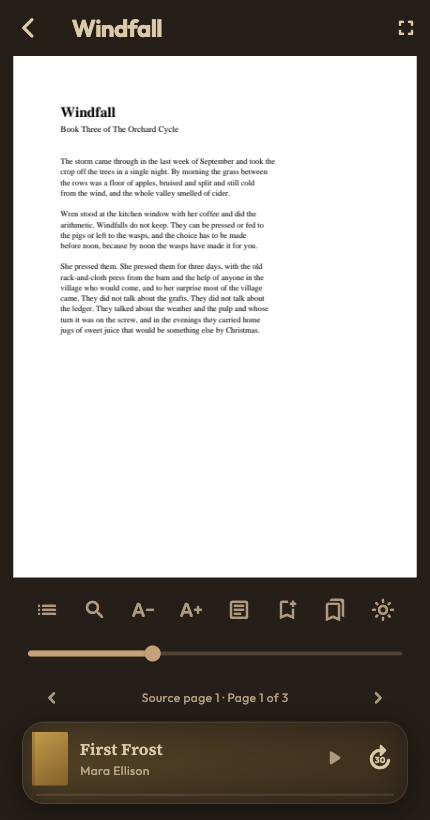 Windfall
Windfall
Book Three of The Orchard Cycle
The storm came through in the last week of September and took the
crop off the trees in a single night. By morning the grass between
the rows was a floor of apples, bruised and split and still cold
from the wind, and the whole valley smelled of cider.
Wren stood at the kitchen window with her coffee and did the
arithmetic. Windfalls do not keep. They can be pressed or fed to
the pigs or left to the wasps, and the choice has to be made
before noon, because by noon the wasps have made it for you.
She pressed them. She pressed them for three days, with the old
rack-and-cloth press from the barn and the help of anyone in the
village who would come, and to her surprise most of the village
came. They did not talk about the grafts. They did not talk about
the ledger. They talked about the weather and the pulp and whose
turn it was on the screw, and in the evenings they carried home
jugs of sweet juice that would be something else by Christmas.
A− A+
Source page 1 · Page 1 of 3
First Frost
Mara Ellison
30